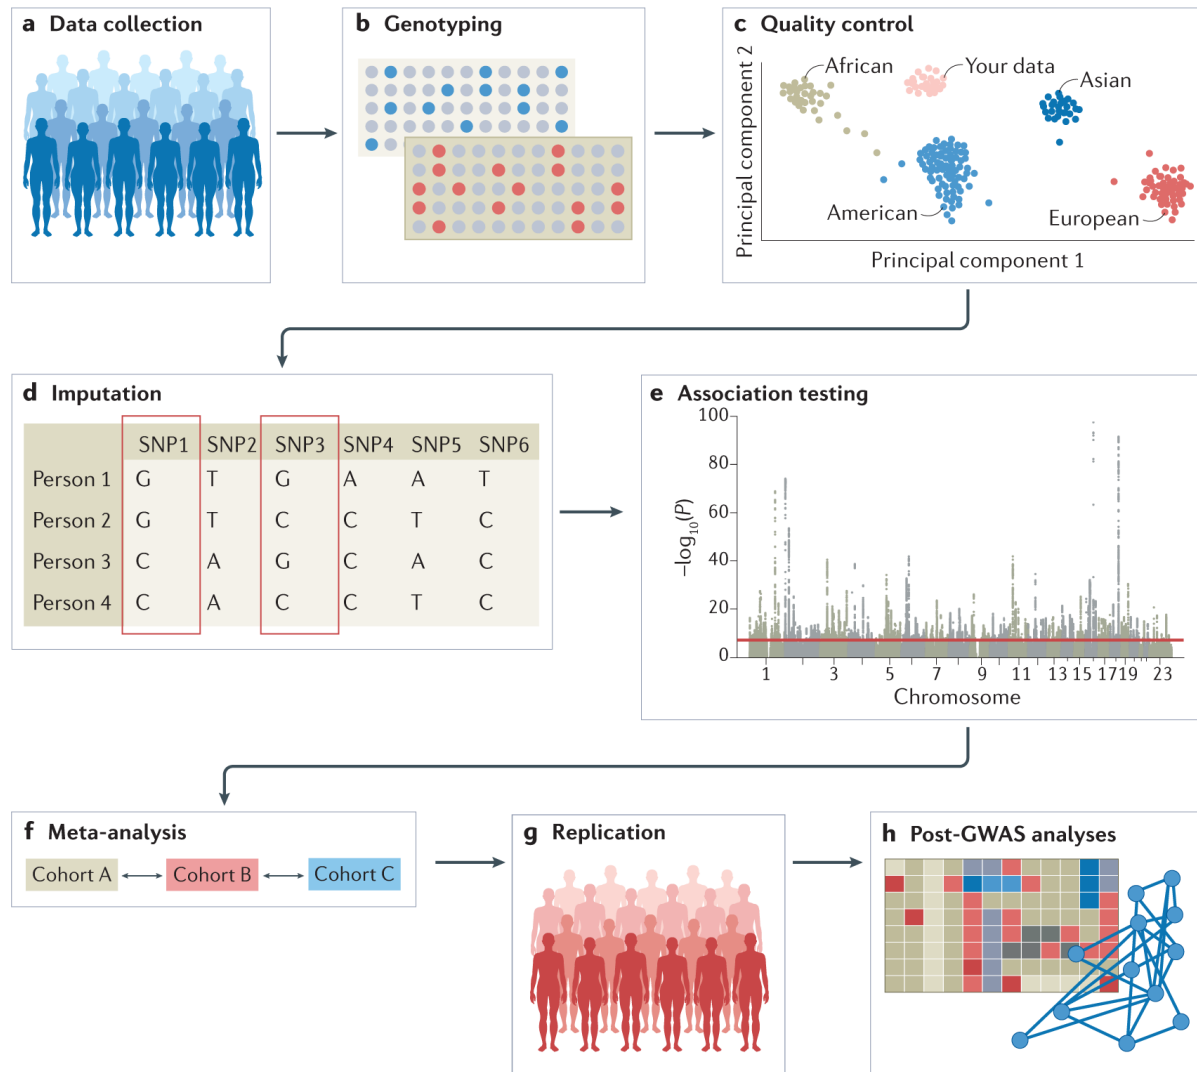 a Data collection
b Genotyping
c Quality control
African
Your data
Asian
American
European
Principal component 2
Principal component 1
d Imputation
SNP1 SNP2 SNP3 SNP4 SNP5 SNP6
Person 1 G T G A A T
Person 2 G T C C T C
Person 3 C A G C A C
Person 4 C A C C T C
e Association testing
–log10(P)
100
80
60
40
20
0
1 3 5 7 9 11 13 15 17 19 23
Chromosome
f Meta-analysis
Cohort A Cohort B Cohort C
g Replication
h Post-GWAS analyses